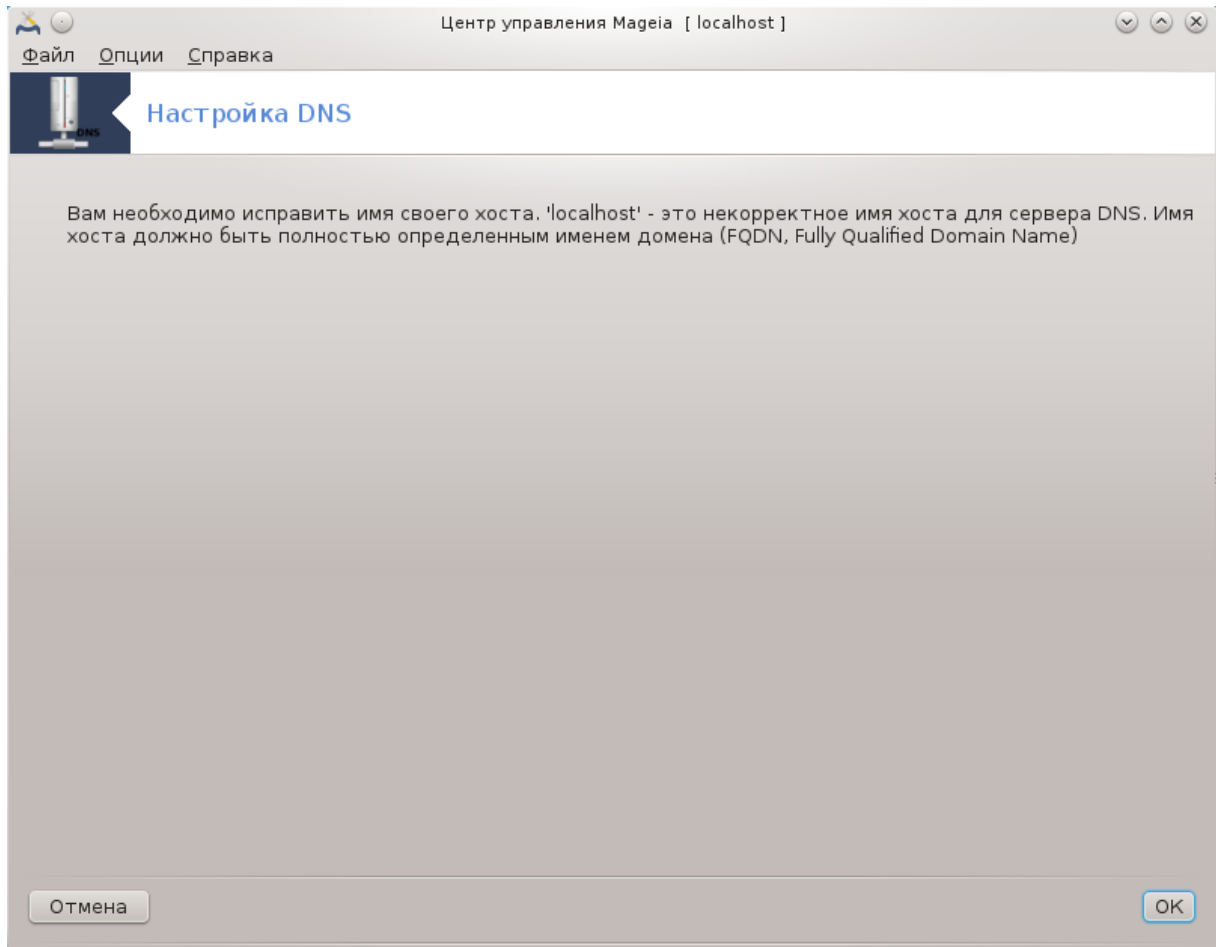 Центр управления Mageia [ localhost ]
Файл Опции Справка
DNS
Настройка DNS
Вам необходимо исправить имя своего хоста. 'localhost' - это некорректное имя хоста для сервера DNS. Имя
хоста должно быть полностью определенным именем домена (FQDN, Fully Qualified Domain Name)
Отмена
OK